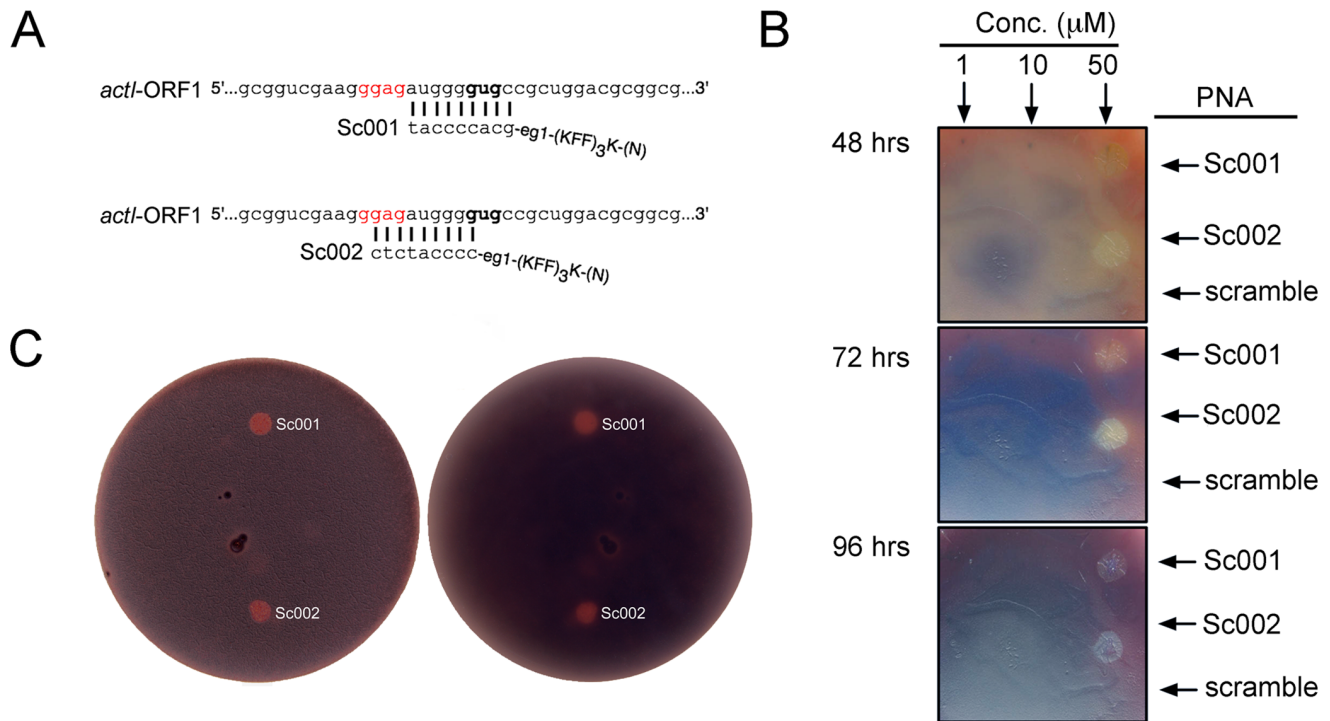 A
actI-ORF1 5'...gcggucgaagggagauggggugccgcuggacgcggcg...3'
Sc001 taccccacg-eg1-(KFF)3K-(N)
actI-ORF1 5'...gcggucgaagggagauggggugccgcuggacgcggcg...3'
Sc002 ctctacccc-eg1-(KFF)3K-(N)
B
Conc. (μM)
1 10 50
PNA
48 hrs
Sc001
Sc002
scramble
72 hrs
Sc001
Sc002
scramble
96 hrs
Sc001
Sc002
scramble
C
Sc001
Sc002
Sc001
Sc002